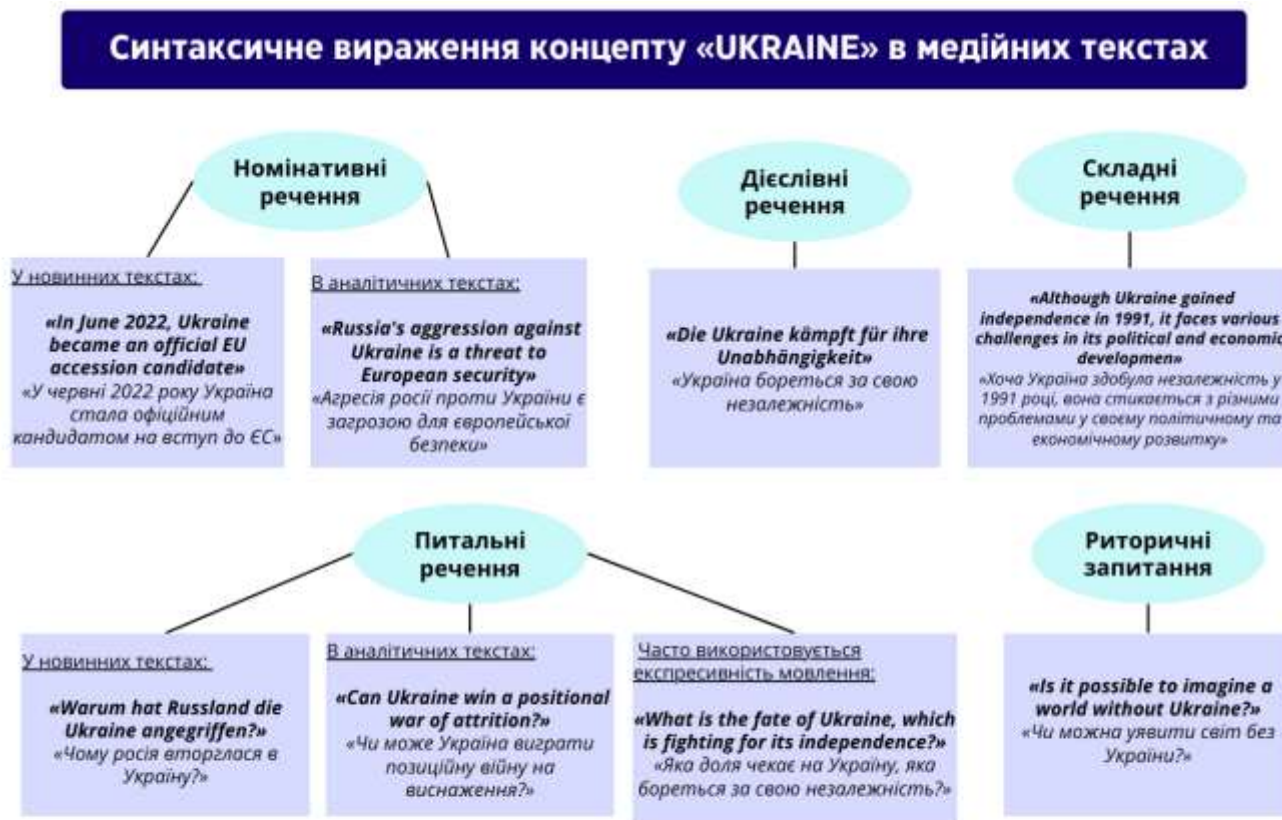 Синтаксичне вираження концепту «UKRAINE» в медійних текстах
Номінативні
речення
У новинних текстах:
«In June 2022, Ukraine
became an official EU
accession candidate»
«У червні 2022 року Україна
стала офіційним
кандидатом на вступ до ЄС»
В аналітичних текстах:
«Russia's aggression against
Ukraine is a threat to
European security»
«Агресія росії проти України є
загрозою для європейської
безпеки»
Дієслівні
речення
«Die Ukraine kämpft für ihre
Unabhängigkeit»
«Україна бореться за свою
незалежність»
Складні
речення
«Although Ukraine gained
independence in 1991, it faces various
challenges in its political and economic
developmen»
«Хоча Україна здобула незалежність у
1991 році, вона стикається з різними
проблемами у своєму політичному та
економічному розвитку»
Питальні
речення
У новинних текстах:
«Warum hat Russland die
Ukraine angegriffen?»
«Чому росія вторглася в
Україну?»
В аналітичних текстах:
«Can Ukraine win a positional
war of attrition?»
«Чи може Україна виграти
позиційну війну на
виснаження?»
Часто використовується
експресивність мовлення:
«What is the fate of Ukraine, which
is fighting for its independence?»
«Яка доля чекає на Україну, яка
бореться за свою незалежність?»
Риторичні
запитання
«Is it possible to imagine a
world without Ukraine?»
«Чи можна уявити світ без
України?»